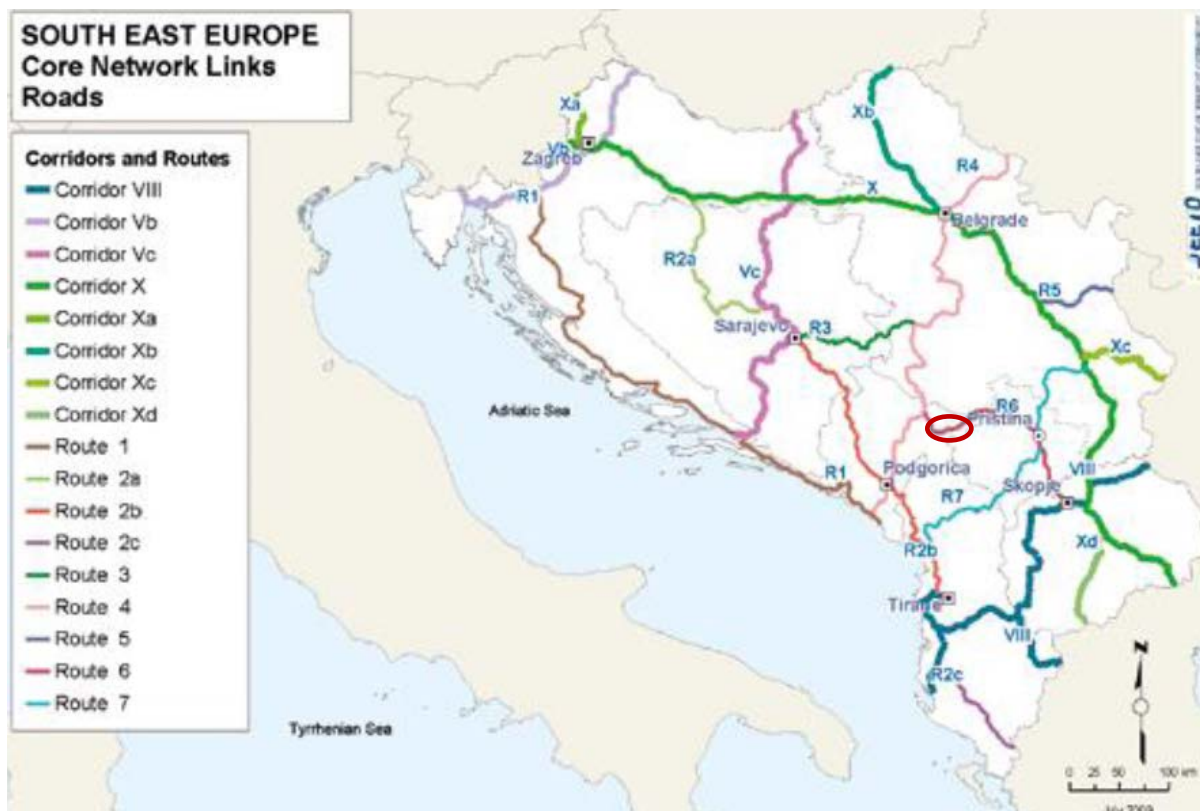 SOUTH EAST EUROPE
Core Network Links
Roads
Corridors and Routes
Corridor VIII
Corridor Vb
Corridor Vc
Corridor X
Corridor Xa
Corridor Xb
Corridor Xc
Corridor Xd
Route 1
Route 2a
Route 2b
Route 2c
Route 3
Route 4
Route 5
Route 6
Route 7
Xa
Vb
Zagreb
R1
Xb
R4
X
Belgrade
R2a
Vc
R5
Sarajevo
R3
Xc
Adriatic Sea
R6
Pristina
R1
Podgorica
VIII
Skopje
R7
R2b
Xd
Tirane
VIII
R2c
N
Tyrrhenian Sea
0 25 50 100 km